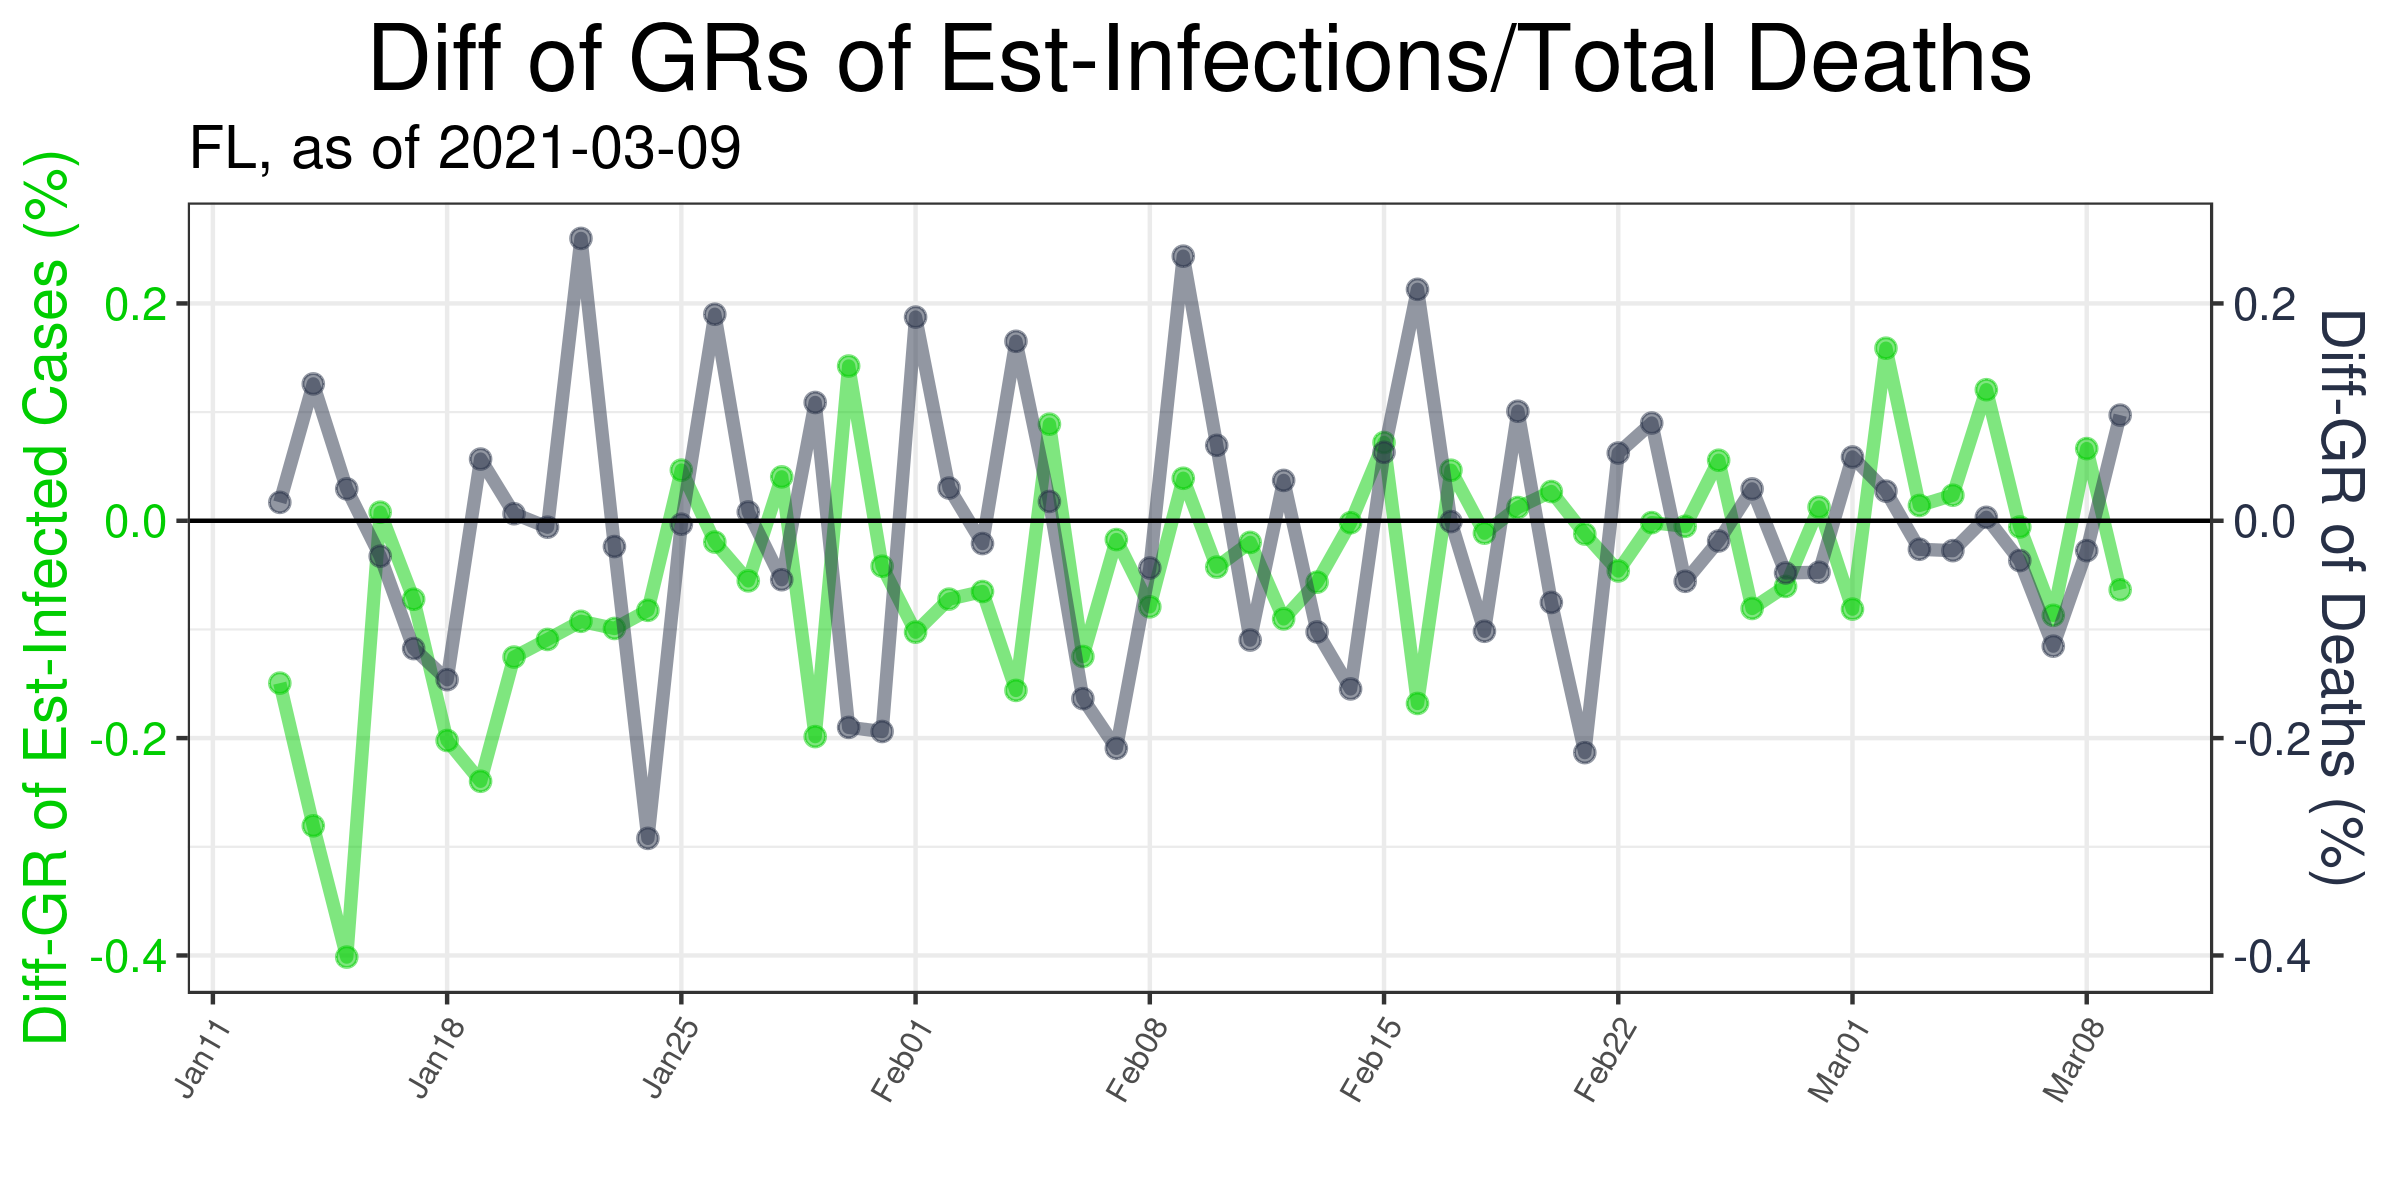 Diff of GRs of Est-Infections/Total Deaths
FL, as of 2021-03-09
Diff-GR of Est-Infected Cases (%)
0.2
0.0
-0.2
-0.4
0.2
0.0
-0.2
-0.4
Diff-GR of Deaths (%)
Jan11
Jan18
Jan25
Feb01
Feb08
Feb15
Feb22
Mar01
Mar08